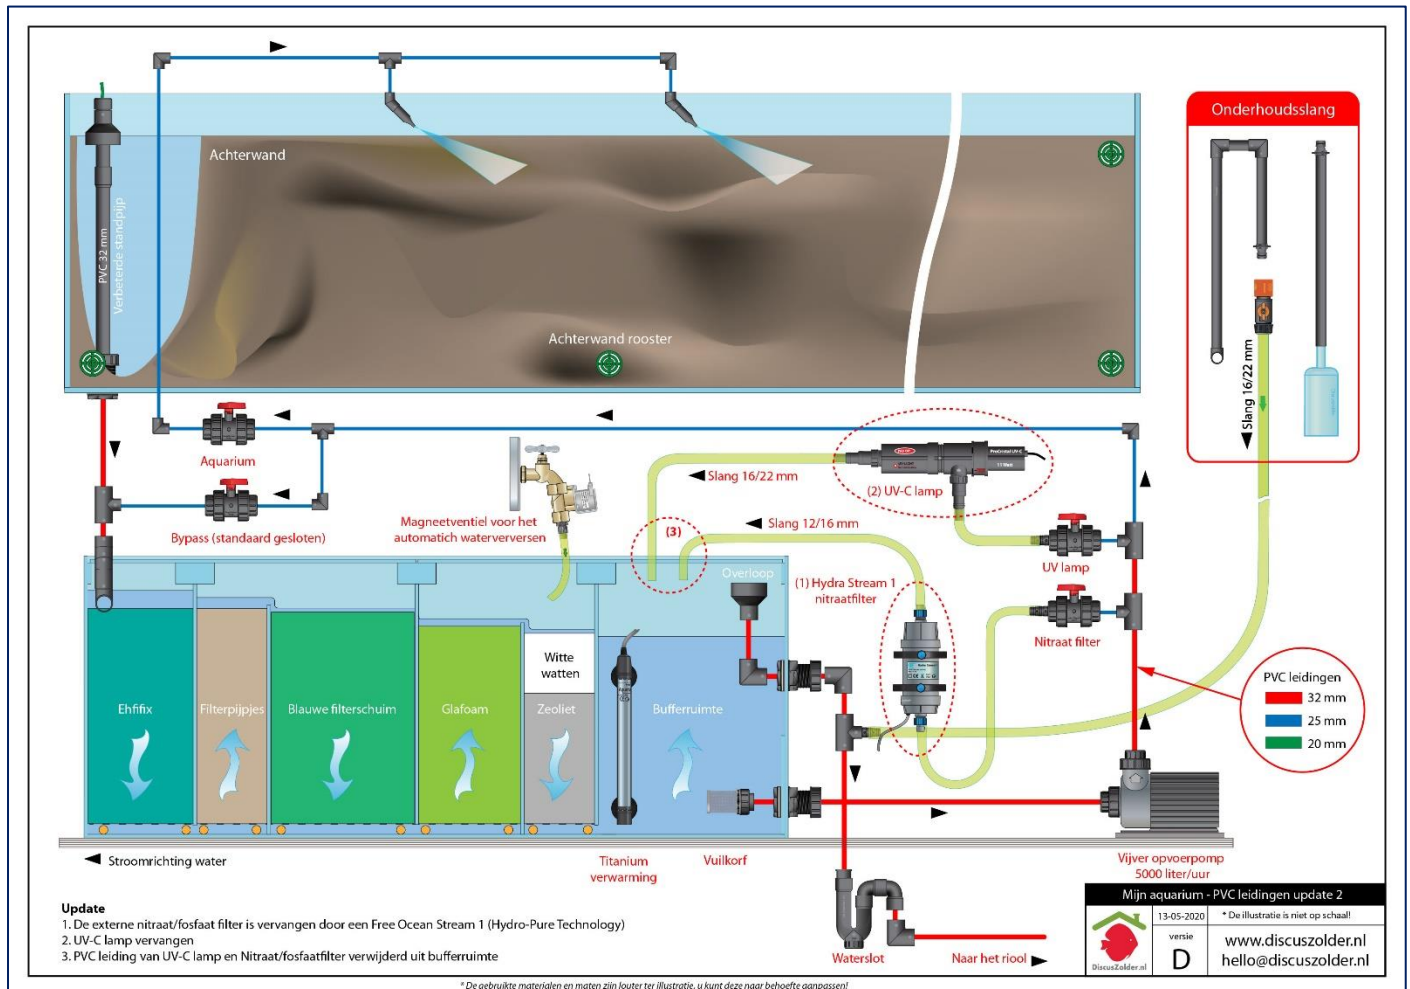 Onderhoudsslang
Achterwand
PVC 32 mm
Verbeterde standpijp
Achterwand rooster
Slang 16/22 mm
Aquarium
Bypass (standaard gesloten)
Magneetventiel voor het
automatich waterverversen
Slang 16/22 mm
(2) UV-C lamp
(3)
Slang 12/16 mm
UV lamp
Overloop
(1) Hydra Stream 1
nitraatfilter
Nitraat filter
Witte
watten
PVC leidingen
32 mm
25 mm
20 mm
Ehfifix
Filterpijpjes
Blauwe filterschuim
Glafoam
Zeoliet
Bufferruimte
Stroomrichting water
Titanium
verwarming
Vuilkorf
Vijver opvoerpomp
5000 liter/uur
Update
1. De externe nitraat/fosfaat filter is vervangen door een Free Ocean Stream 1 (Hydro-Pure Technology)
2. UV-C lamp vervangen
3. PVC leiding van UV-C lamp en Nitraat/fosfaatfilter verwijderd uit bufferruimte
Waterslot
Naar het riool
Mijn aquarium - PVC leidingen update 2
13-05-2020
* De illustratie is niet op schaal!
versie
D
www.discuszolder.nl
hello@discuszolder.nl
DiscusZolder.nl
* De gebruikte materialen en maten zijn louter ter illustratie, u kunt deze naar behoefte aanpassen!